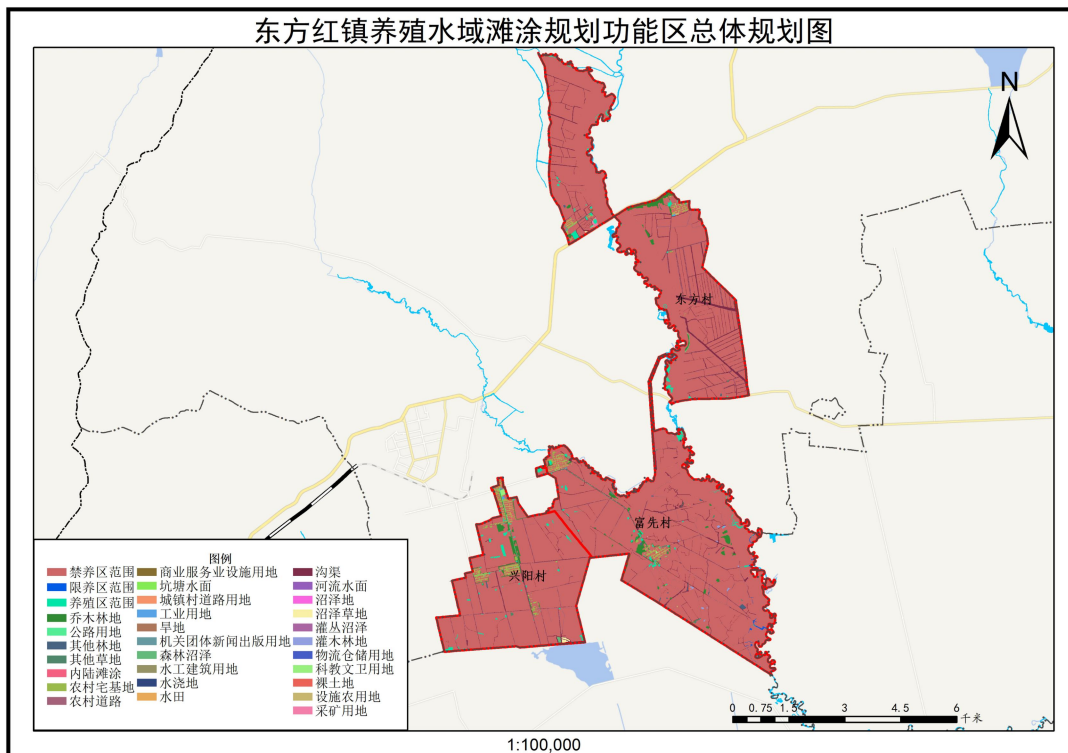 东方红镇养殖水域滩涂规划功能区总体规划图
N
东方村
富先村
兴阳村
图例
禁养区范围
限养区范围
养殖区范围
乔木林地
公路用地
其他林地
其他草地
内陆滩涂
农村宅基地
农村道路
商业服务业设施用地
坑塘水面
城镇村道路用地
工业用地
旱地
机关团体新闻出版用地
森林沼泽
水工建筑用地
水浇地
水田
沟渠
河流水面
沼泽地
沼泽草地
灌丛沼泽
灌木林地
物流仓储用地
科教文卫用地
裸土地
设施农用地
采矿用地
0 0.75 1.5 3 4.5 6
千米
1:100,000